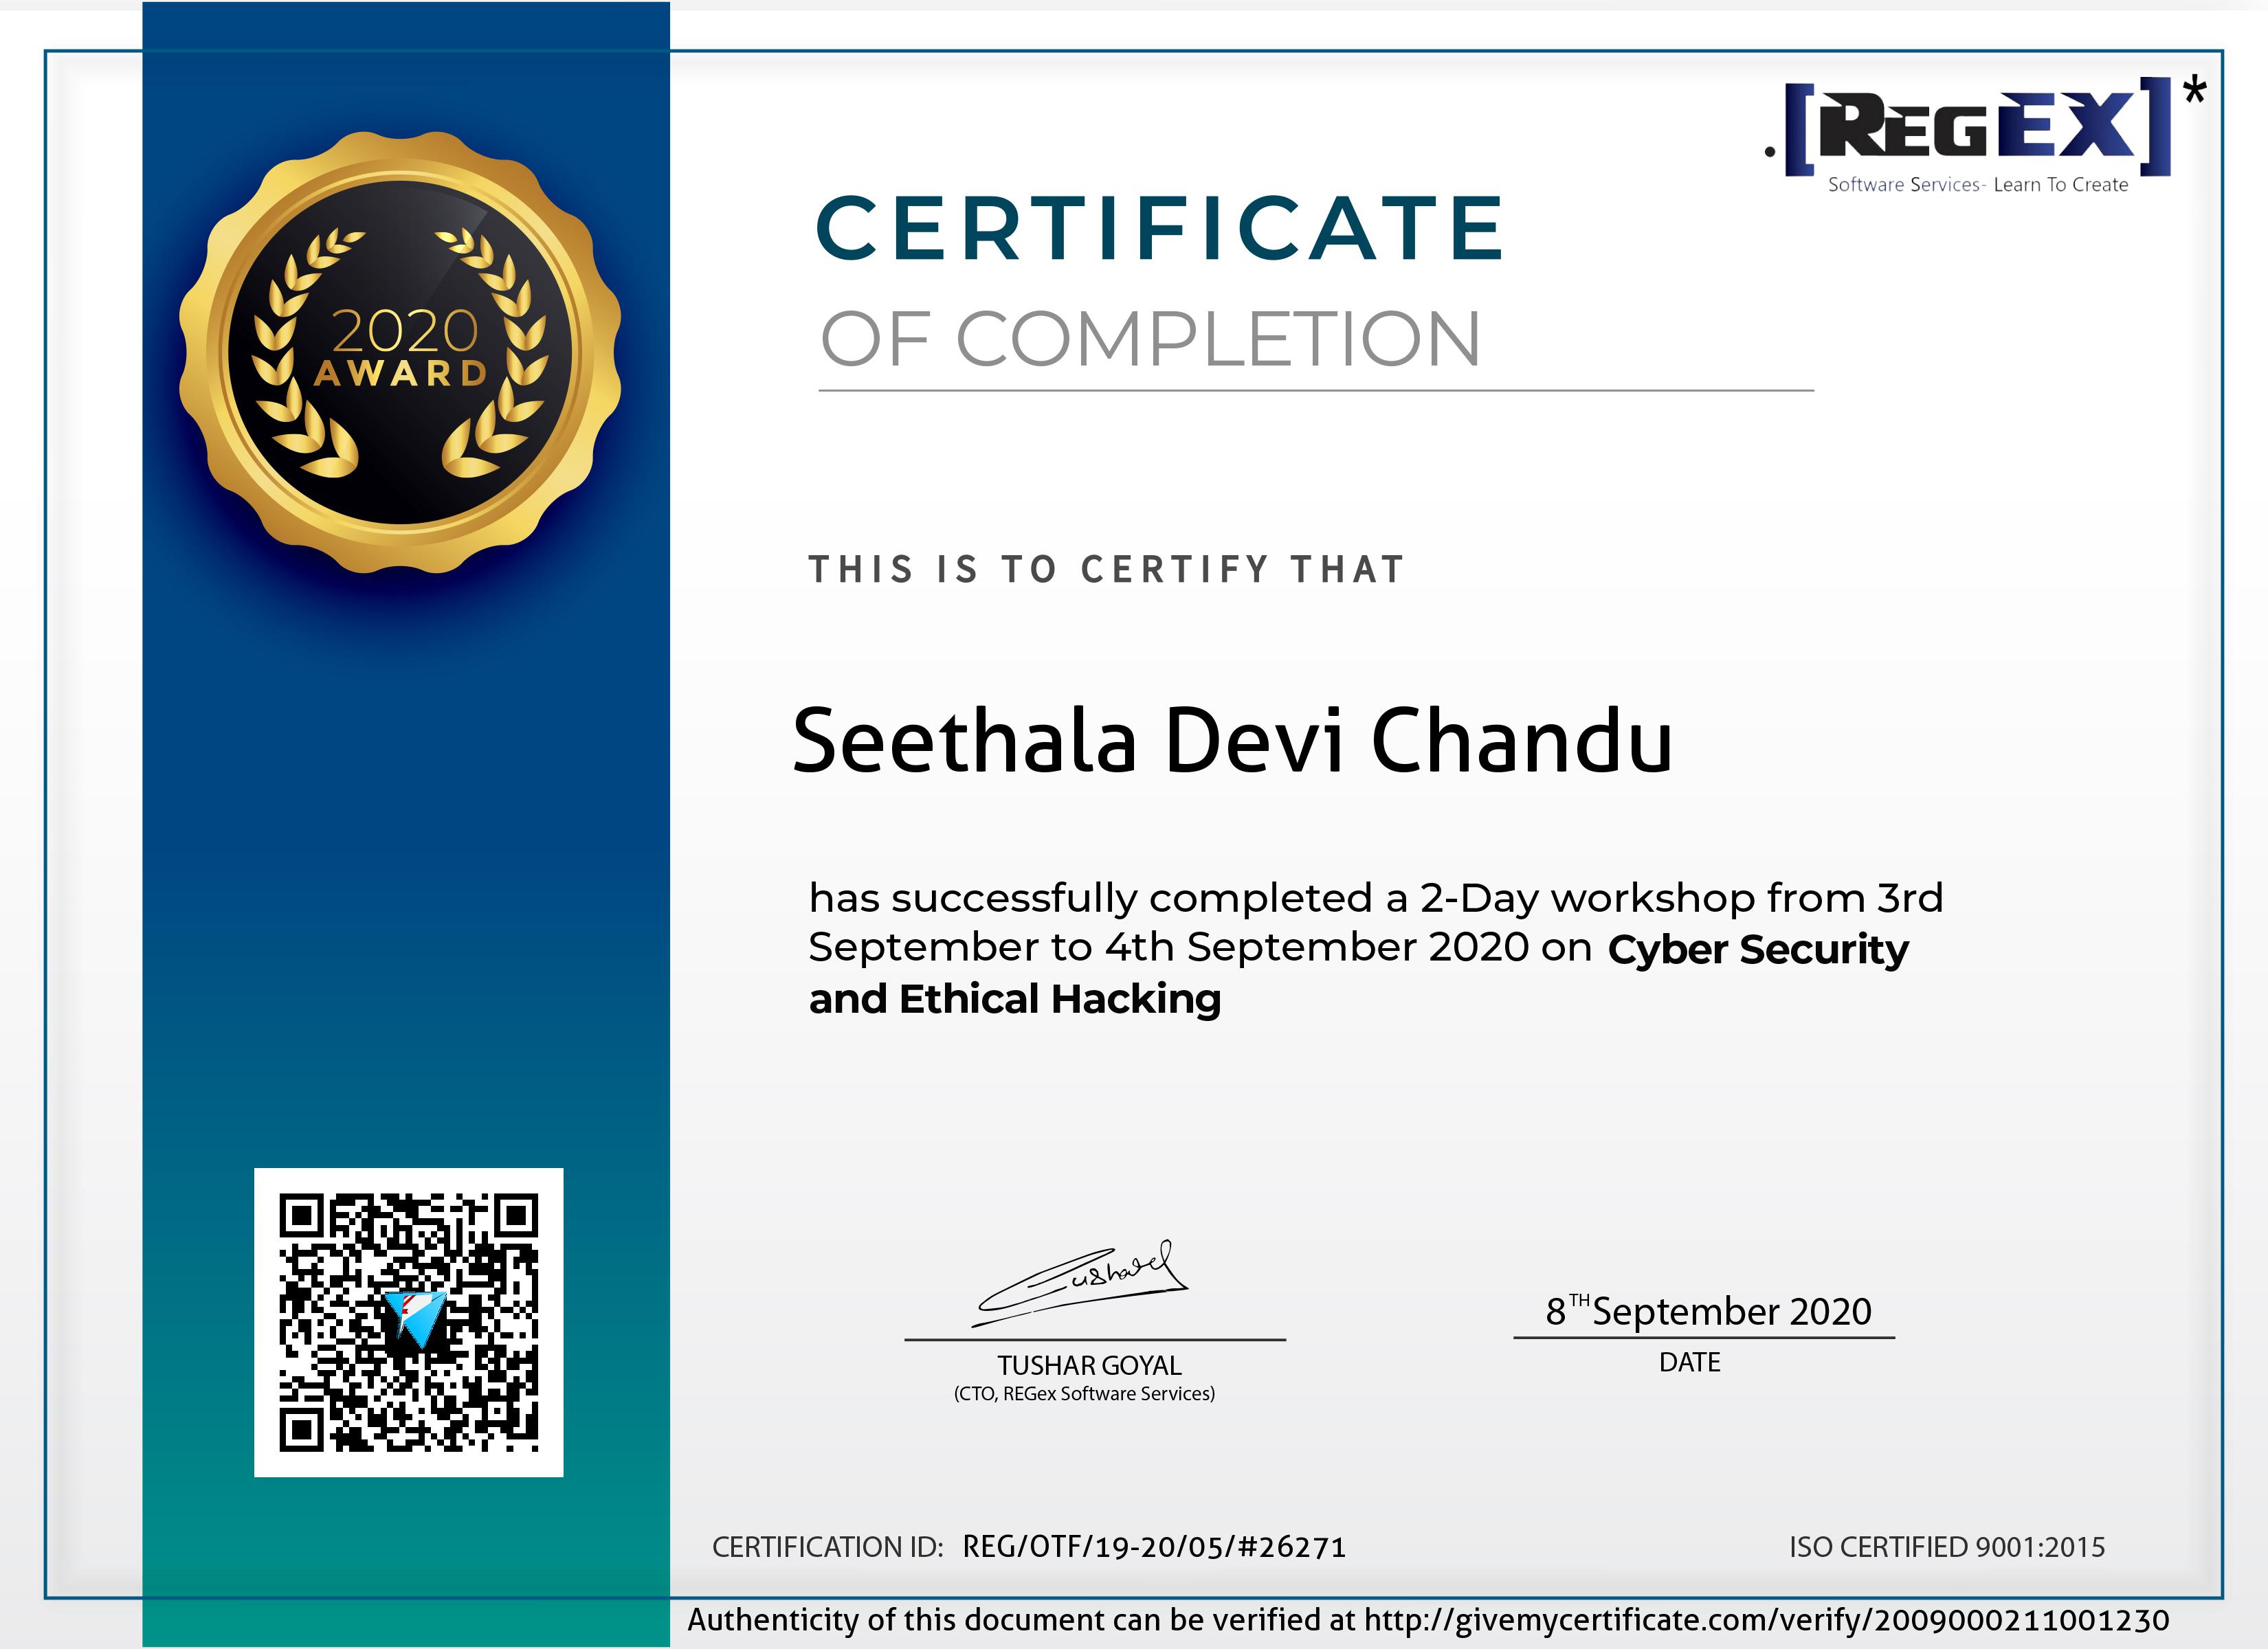 .[REGEX]*
Software Services- Learn To Create
2020
AWARD
CERTIFICATE
OF COMPLETION
THIS IS TO CERTIFY THAT
Seethala Devi Chandu
has successfully completed a 2-Day workshop from 3rd
September to 4th September 2020 on Cyber Security
and Ethical Hacking
Tushar
TUSHAR GOYAL
(CTO, REGex Software Services)
8TH September 2020
DATE
CERTIFICATION ID: REG/OTF/19-20/05/#26271
ISO CERTIFIED 9001:2015
Authenticity of this document can be verified at http://givemycertificate.com/verify/2009000211001230